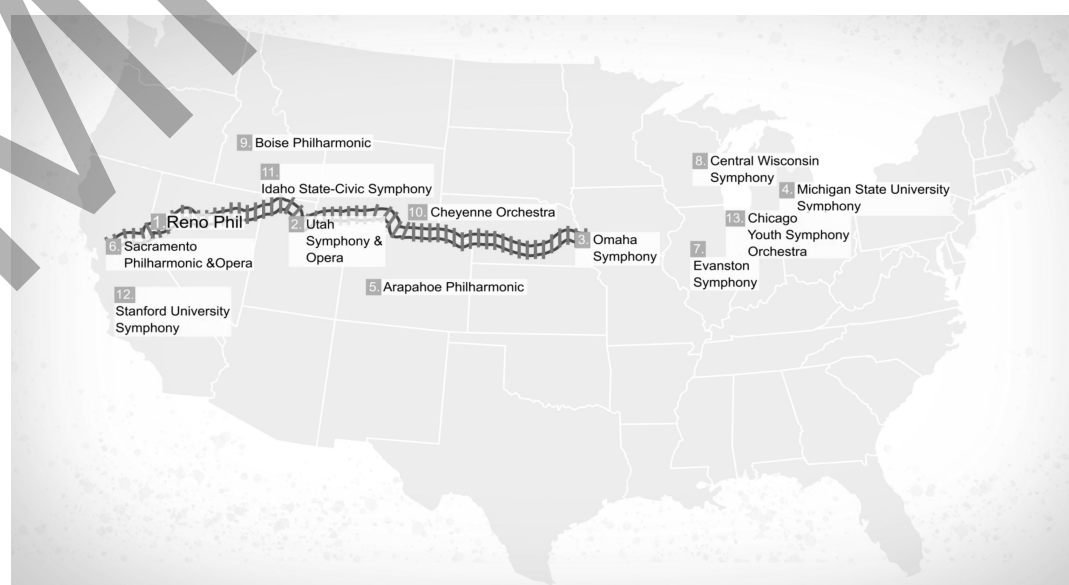 9. Boise Philharmonic
11.
Idaho State-Civic Symphony
1. Reno Phil
10. Cheyenne Orchestra
2. Utah
Symphony &
Opera
6. Sacramento
Philharmonic &Opera
3. Omaha
Symphony
5. Arapahoe Philharmonic
12.
Stanford University
Symphony
8. Central Wisconsin
Symphony
4. Michigan State University
Symphony
13. Chicago
Youth Symphony
Orchestra
7.
Evanston
Symphony